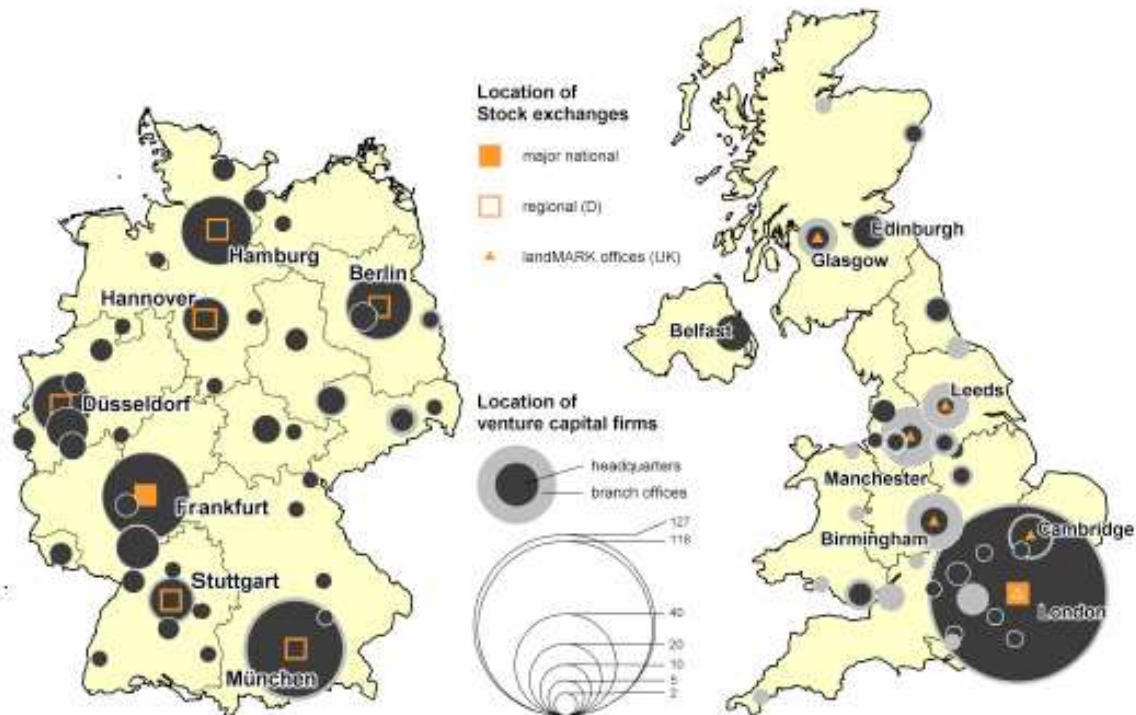 Location of
Stock exchanges
major national
regional (D)
landMARK offices (UK)
Hamburg
Berlin
Hannover
Düsseldorf
Frankfurt
Stuttgart
München
Location of
venture capital firms
headquarters
branch offices
127
118
40
20
10
5
2
Edinburgh
Glasgow
Belfast
Leeds
Manchester
Birmingham
Cambridge
London